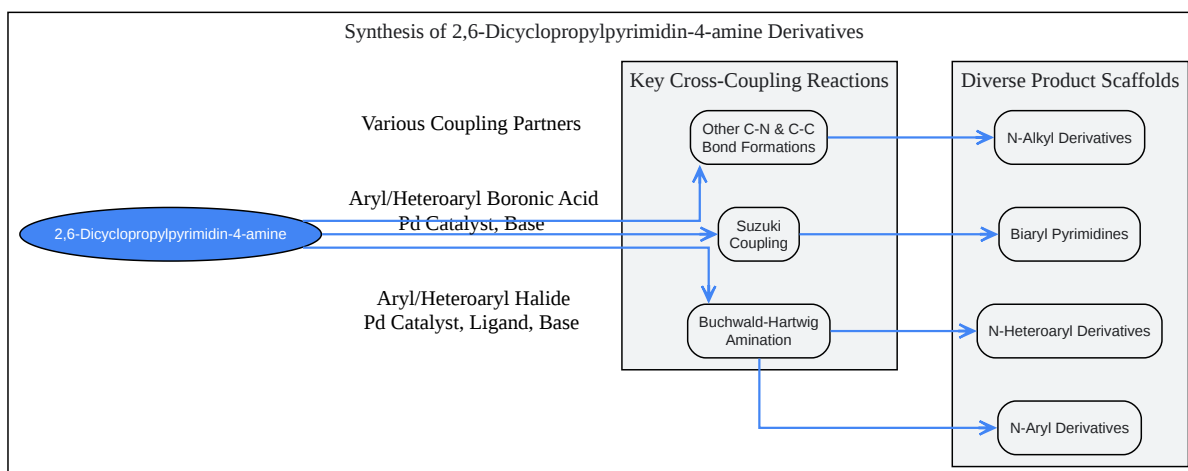 Synthesis of 2,6-Dicyclopropylpyrimidin-4-amine Derivatives
Key Cross-Coupling Reactions
Diverse Product Scaffolds
Various Coupling Partners
Other C-N & C-C
Bond Formations
N-Alkyl Derivatives
Aryl/Heteroaryl Boronic Acid
Pd Catalyst, Base
2,6-Dicyclopropylpyrimidin-4-amine
Suzuki
Coupling
Biaryl Pyrimidines
Aryl/Heteroaryl Halide
Pd Catalyst, Ligand, Base
Buchwald-Hartwig
Amination
N-Heteroaryl Derivatives
N-Aryl Derivatives